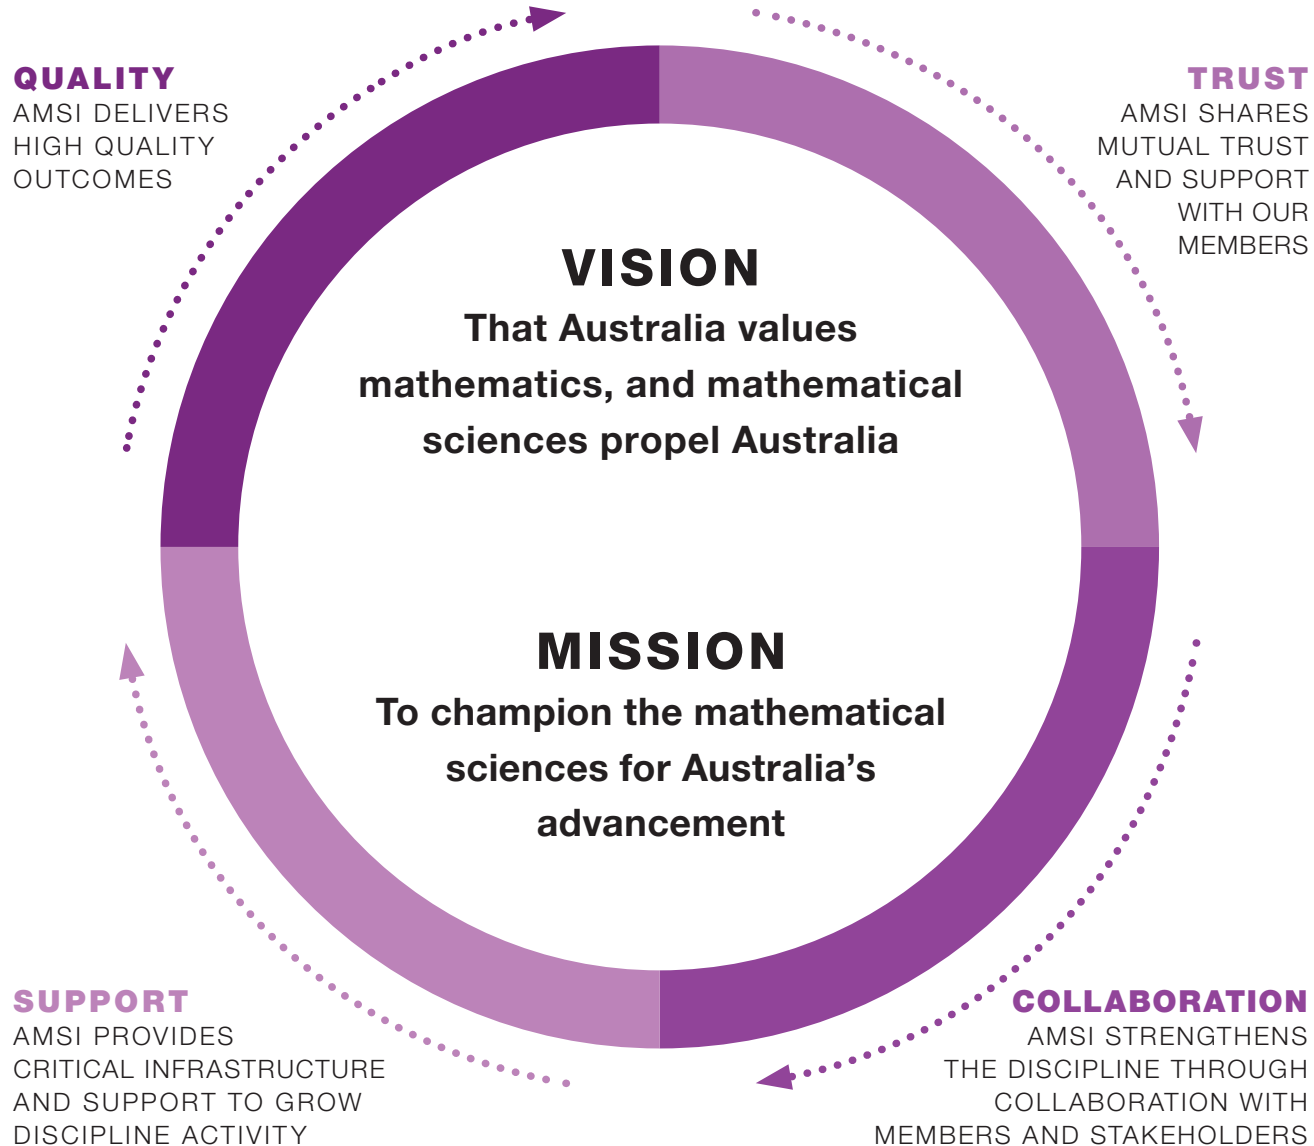 QUALITY
AMSI DELIVERS
HIGH QUALITY
OUTCOMES
TRUST
AMSI SHARES
MUTUAL TRUST
AND SUPPORT
WITH OUR
MEMBERS
VISION
That Australia values
mathematics, and mathematical
sciences propel Australia
MISSION
To champion the mathematical
sciences for Australia’s
advancement
SUPPORT
AMSI PROVIDES
CRITICAL INFRASTRUCTURE
AND SUPPORT TO GROW
DISCIPLINE ACTIVITY
COLLABORATION
AMSI STRENGTHENS
THE DISCIPLINE THROUGH
COLLABORATION WITH
MEMBERS AND STAKEHOLDERS